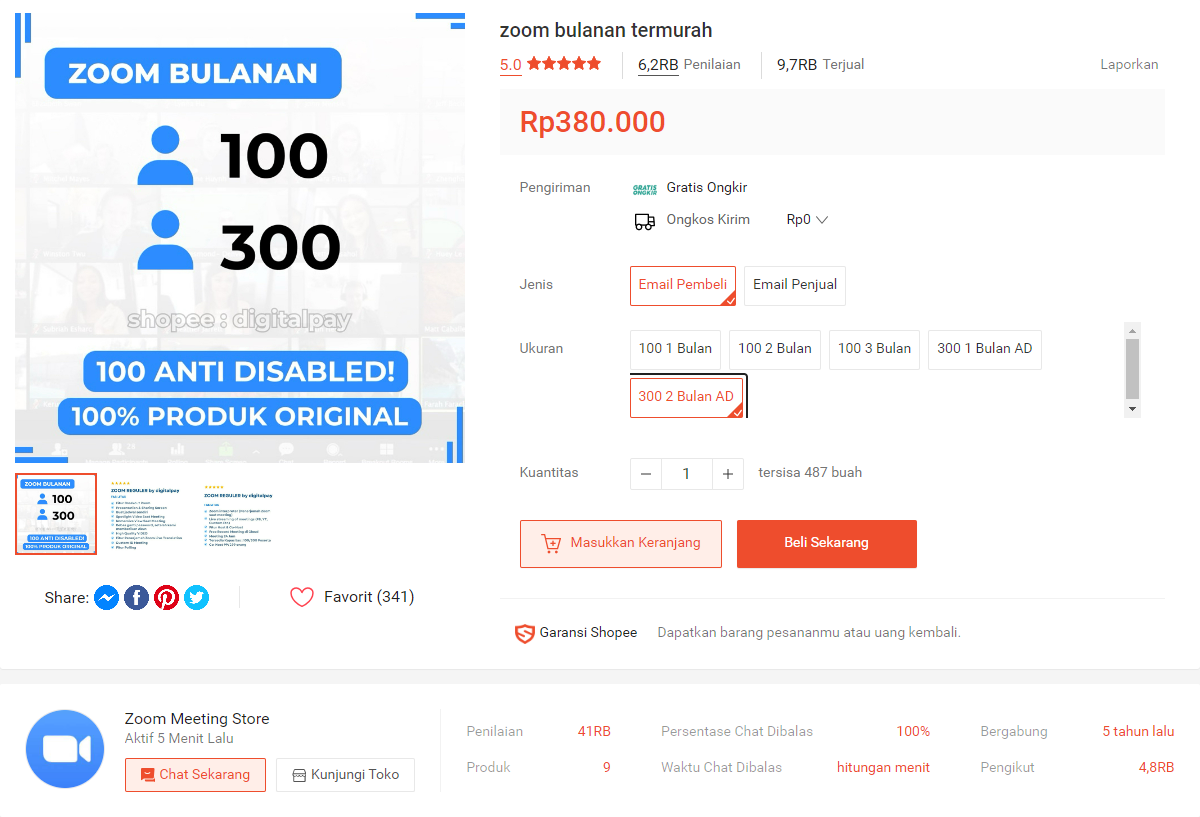 ZOOM BULANAN
100
300
shopee : digitalpay
100 ANTI DISABLED!
100% PRODUK ORIGINAL
ZOOM BULANAN
100
300
100 ANTI DISABLED!
100% PRODUK ORIGINAL
ZOOM REGULER by digitalpay
ZOOM REGULER by digitalpay
Share:
Favorit (341)
zoom bulanan termurah
5.0
6,2RB Penilaian
9,7RB Terjual
Laporkan
Rp380.000
Pengiriman
GRATIS ONGKIR
Gratis Ongkir
Ongkos Kirim Rp0
Jenis
Email Pembeli Email Penjual
Ukuran
100 1 Bulan 100 2 Bulan 100 3 Bulan 300 1 Bulan AD
300 2 Bulan AD
Kuantitas
− 1 + tersisa 487 buah
Masukkan Keranjang
Beli Sekarang
Garansi Shopee Dapatkan barang pesananmu atau uang kembali.
Zoom Meeting Store
Aktif 5 Menit Lalu
Chat Sekarang
Kunjungi Toko
Penilaian 41RB
Persentase Chat Dibalas 100%
Bergabung 5 tahun lalu
Produk 9
Waktu Chat Dibalas hitungan menit
Pengikut 4,8RB